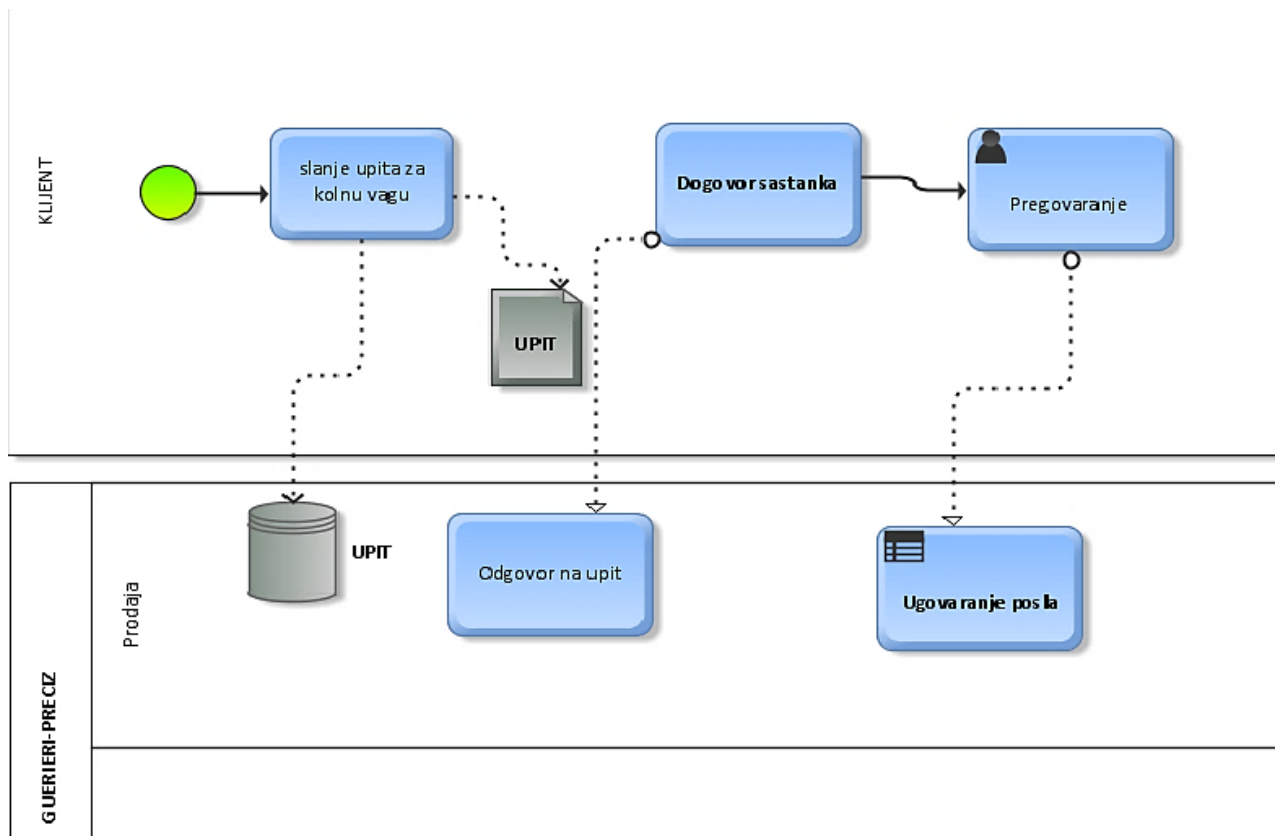 KLIJENT
slanje upita za
kolnu vagu
Dogovor sastanka
Pregovaranje
UPIT
GUERIERI-PRECIZ
Prodaja
UPIT
Odgovor na upit
Ugovaranje posla